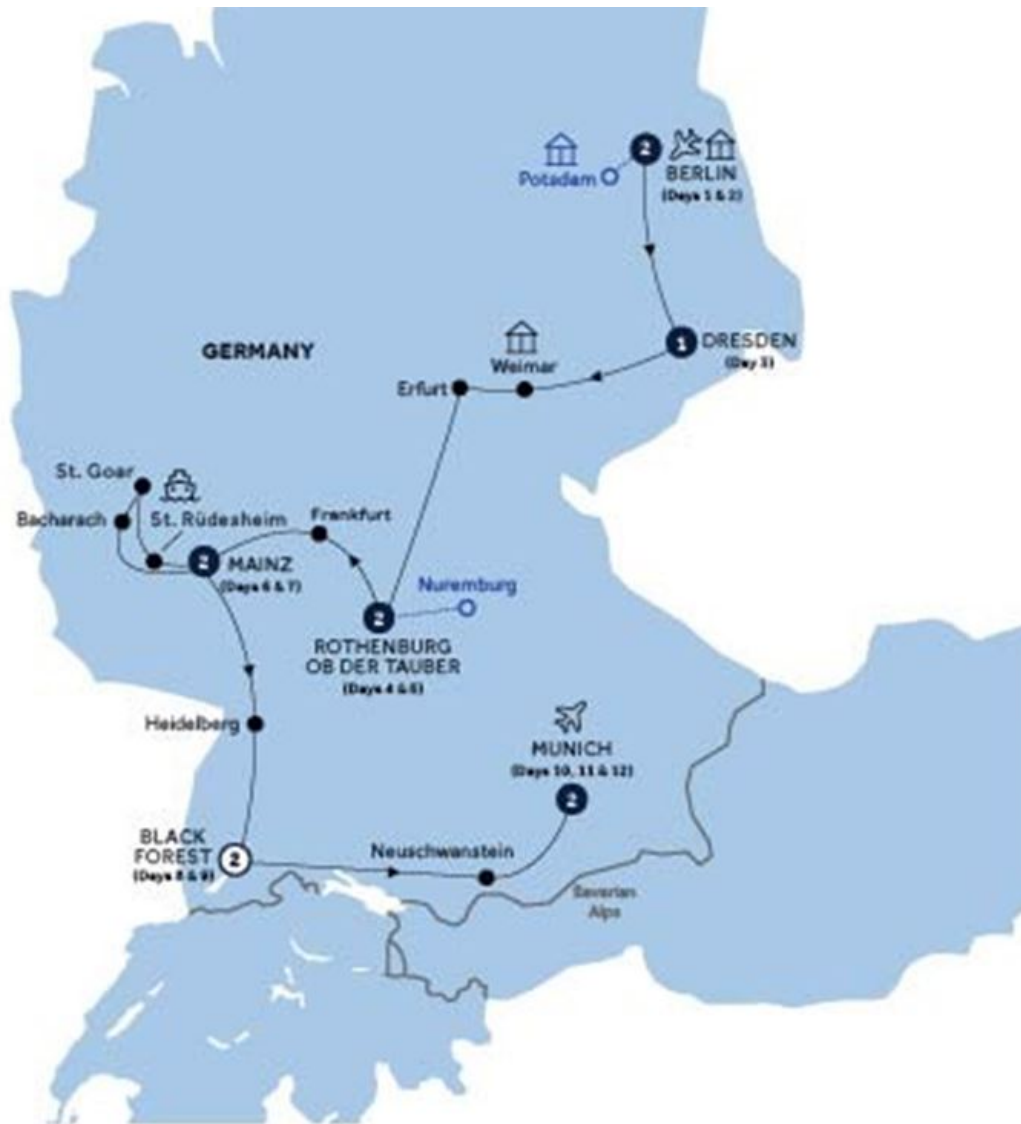 2
Potsdam
BERLIN
(Days 1 & 2)
GERMANY
1
DRESDEN
(Day 3)
Weimar
Erfurt
St. Goar
Bacharach
St. Rüdesheim
Frankfurt
2
MAINZ
(Days 6 & 7)
Nuremburg
2
ROTHENBURG
OB DER TAUBER
(Days 4 & 5)
Heidelberg
MUNICH
(Days 10, 11 & 12)
2
BLACK
FOREST
(Days 8 & 9)
2
Neuschwanstein
Bavarian
Alps